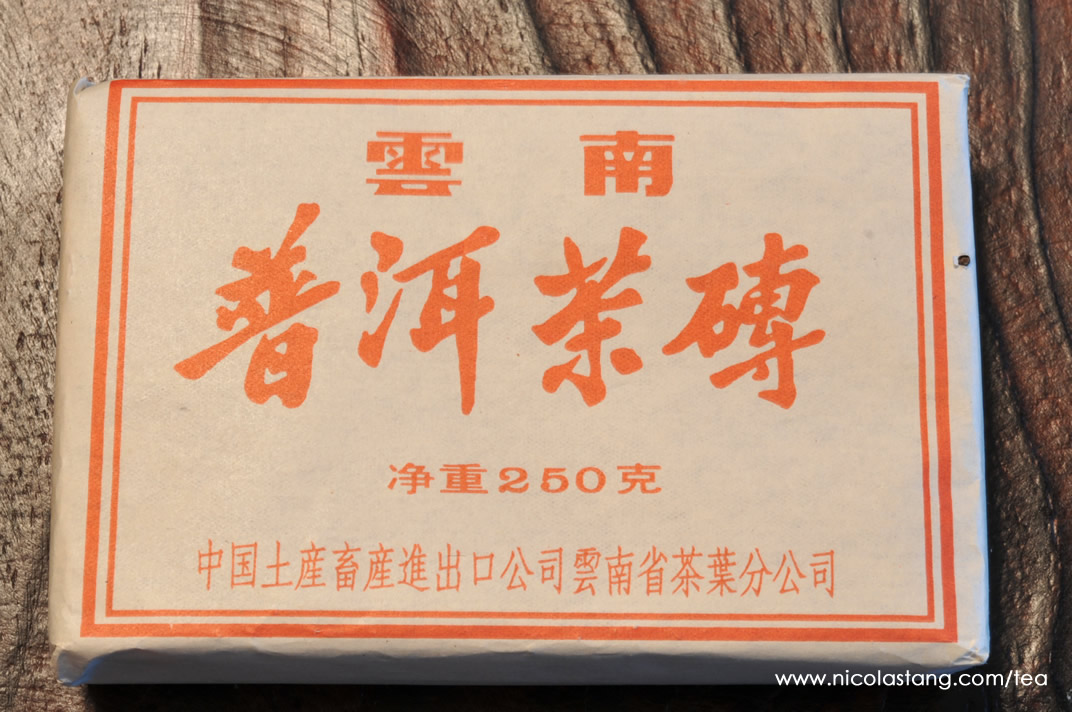 雲南
普洱茶磚
净重250克
中国土産畜産進出口公司雲南省茶葉分公司
www.nicolastang.com/tea